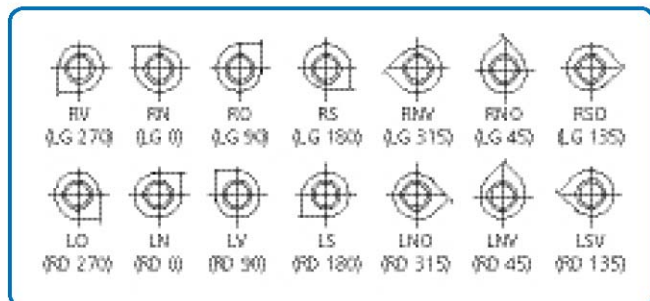 RV RN RO RS RNV RNO RSO
(LG 270) (LG 0) (LG 90) (LG 180) (LG 315) (LG 45) (LG 135)
LO LN LV LS LNO LNV LSV
(RD 270) (RD 0) (RD 90) (RD 180) (RD 315) (RD 45) (RD 135)